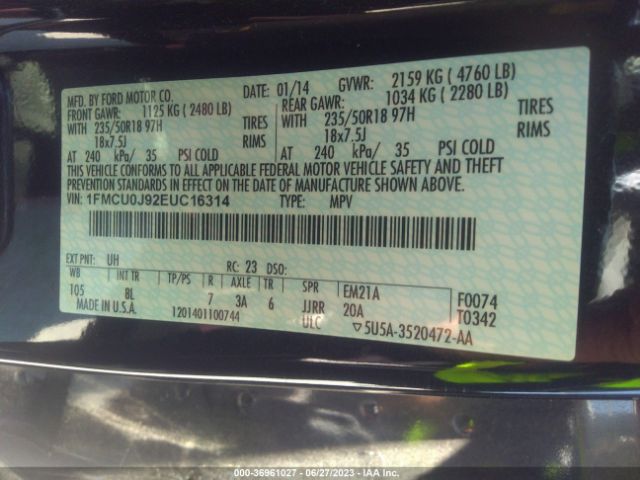 MFD. BY FORD MOTOR CO. DATE: 01/14 GVWR: 2159 KG ( 4760 LB)
FRONT GAWR: 1125 KG ( 2480 LB) REAR GAWR: 1034 KG ( 2280 LB)
WITH 235/50R18 97H TIRES WITH 235/50R18 97H TIRES
18x7.5J RIMS 18x7.5J RIMS
AT 240 kPa/ 35 PSI COLD AT 240 kPa/ 35 PSI COLD
THIS VEHICLE CONFORMS TO ALL APPLICABLE FEDERAL MOTOR VEHICLE SAFETY AND THEFT
PREVENTION STANDARDS IN EFFECT ON THE DATE OF MANUFACTURE SHOWN ABOVE.
VIN: 1FMCU0J92EUC16314 TYPE: MPV
EXT PNT: UH RC: 23 DSO:
WB INT TR TP/PS R AXLE TR SPR EM21A F0074
105 BL 7 3A 6 JJRR 20A T0342
MADE IN U.S.A. 1201401100744 ULC ▽5U5A-3520472-AA
000-36961027 - 06/27/2023 - IAA Inc.